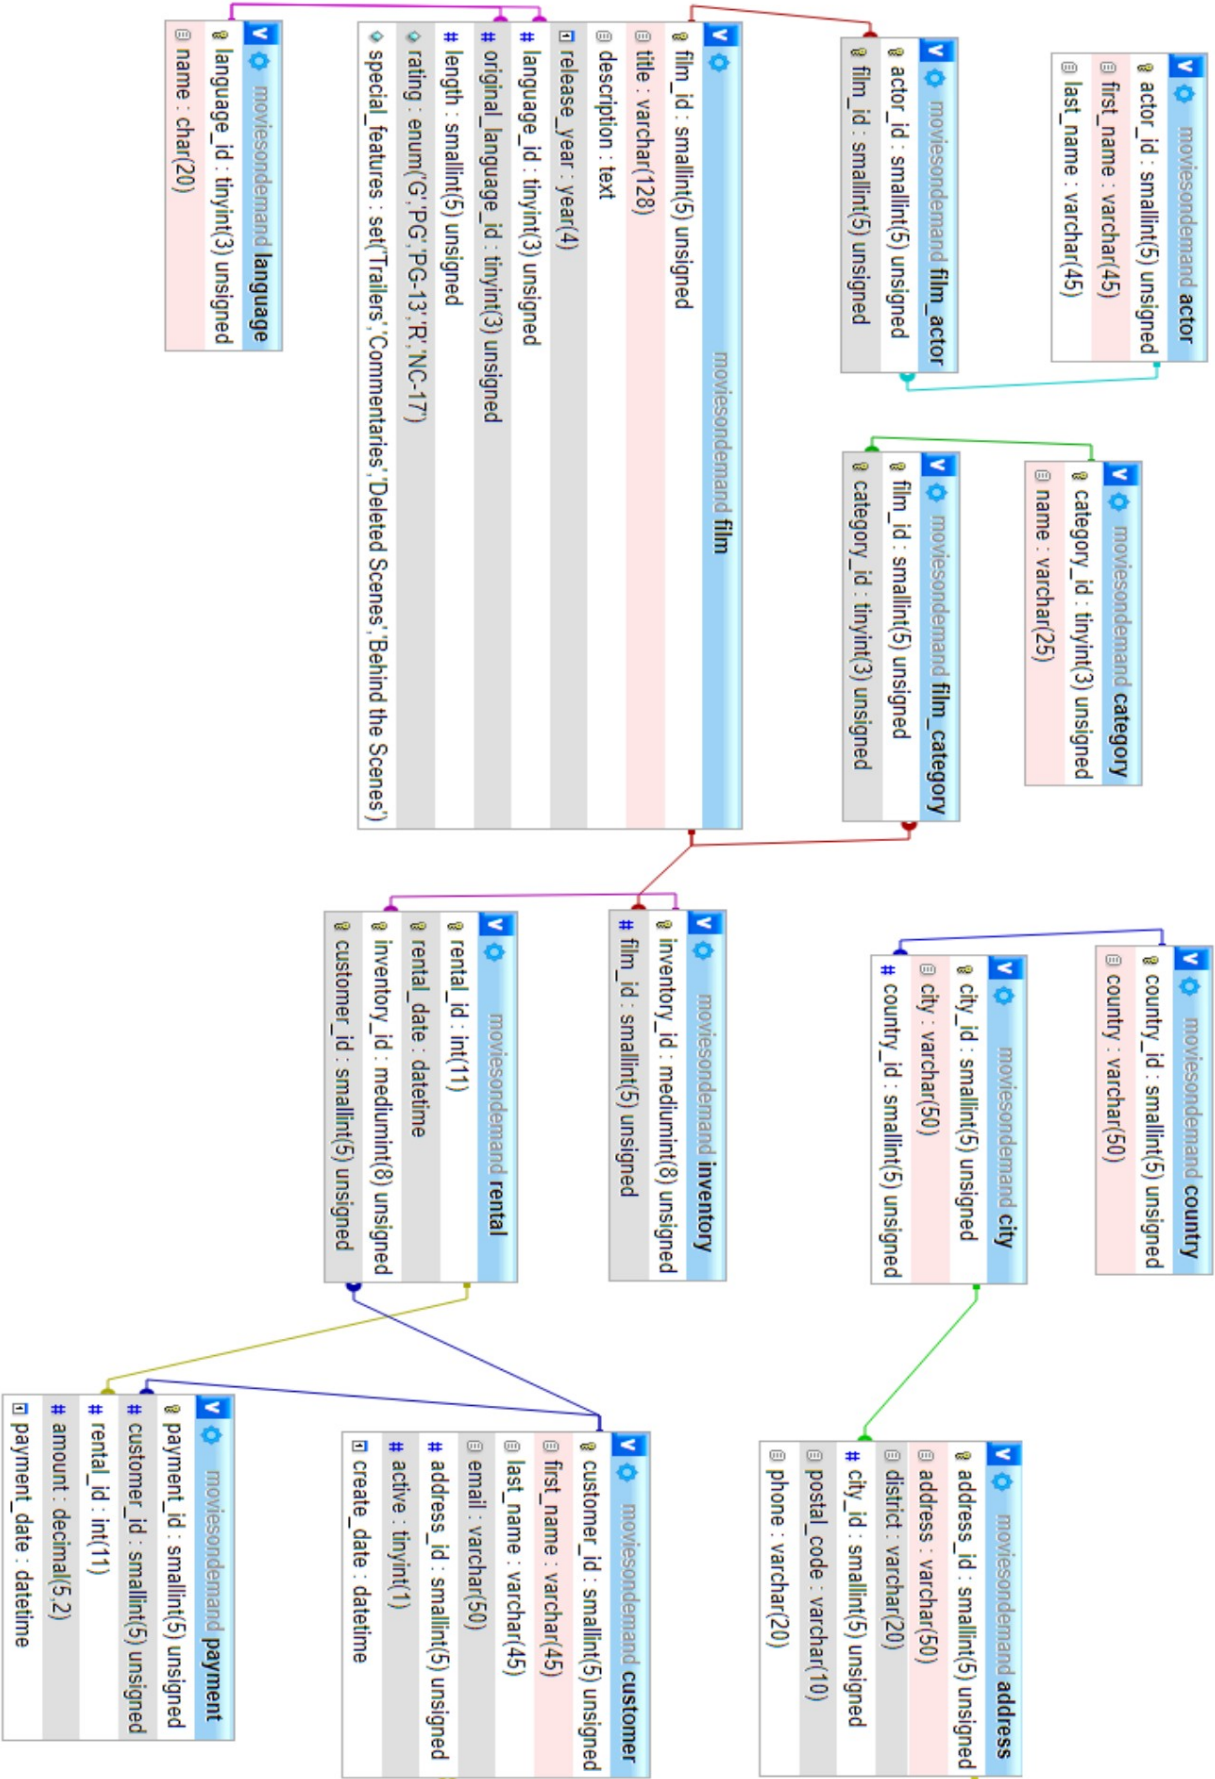 moviesondemand actor
actor_id : smallint(5) unsigned
first_name : varchar(45)
last_name : varchar(45)
moviesondemand category
category_id : tinyint(3) unsigned
name : varchar(25)
moviesondemand country
country_id : smallint(5) unsigned
country : varchar(50)
moviesondemand film_actor
actor_id : smallint(5) unsigned
film_id : smallint(5) unsigned
moviesondemand film_category
film_id : smallint(5) unsigned
category_id : tinyint(3) unsigned
moviesondemand city
city_id : smallint(5) unsigned
city : varchar(50)
# country_id : smallint(5) unsigned
moviesondemand address
address_id : smallint(5) unsigned
address : varchar(50)
district : varchar(20)
# city_id : smallint(5) unsigned
postal_code : varchar(10)
phone : varchar(20)
moviesondemand film
film_id : smallint(5) unsigned
title : varchar(128)
description : text
release_year : year(4)
# language_id : tinyint(3) unsigned
# original_language_id : tinyint(3) unsigned
# length : smallint(5) unsigned
rating : enum('G','PG','PG-13','R','NC-17')
special_features : set('Trailers','Commentaries','Deleted Scenes','Behind the Scenes')
moviesondemand inventory
inventory_id : mediumint(8) unsigned
# film_id : smallint(5) unsigned
moviesondemand customer
customer_id : smallint(5) unsigned
first_name : varchar(45)
last_name : varchar(45)
email : varchar(50)
# address_id : smallint(5) unsigned
# active : tinyint(1)
create_date : datetime
moviesondemand rental
rental_id : int(11)
rental_date : datetime
inventory_id : mediumint(8) unsigned
customer_id : smallint(5) unsigned
moviesondemand language
language_id : tinyint(3) unsigned
name : char(20)
moviesondemand payment
payment_id : smallint(5) unsigned
# customer_id : smallint(5) unsigned
# rental_id : int(11)
# amount : decimal(5,2)
payment_date : datetime